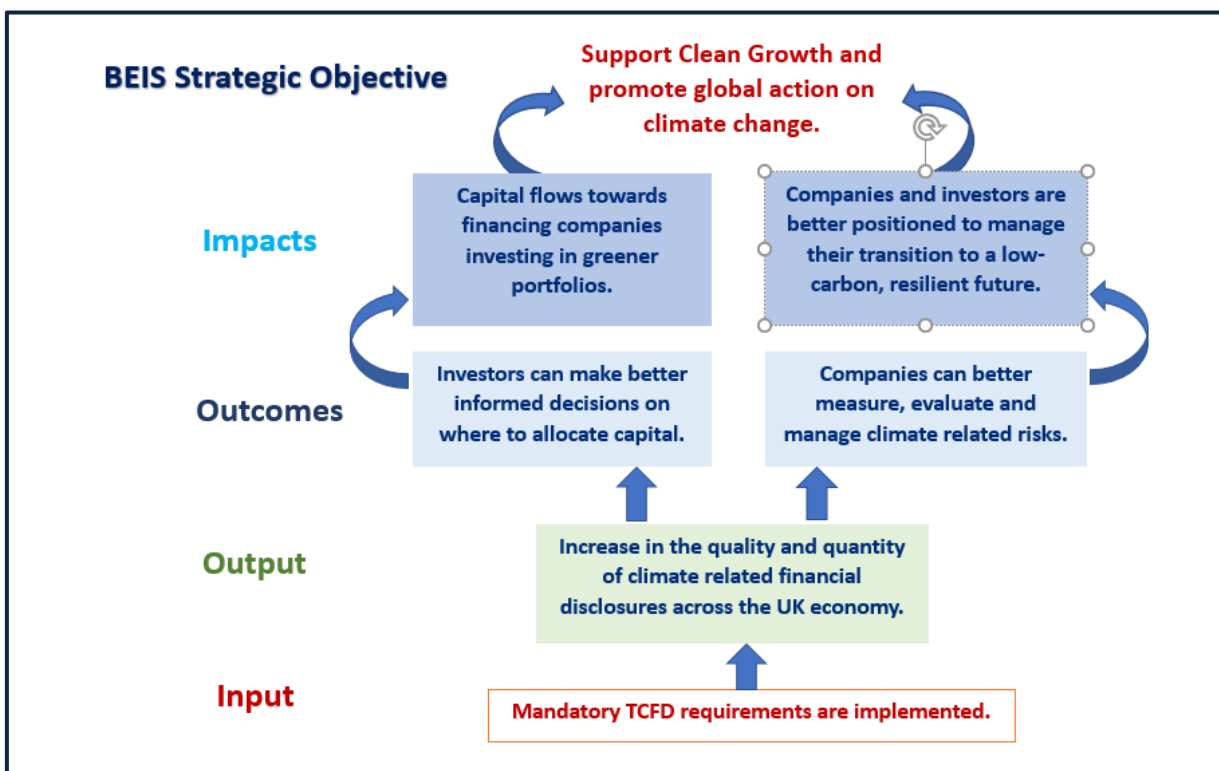 BEIS Strategic Objective
Support Clean Growth and
promote global action on
climate change.
Impacts
Capital flows towards
financing companies
investing in greener
portfolios.
Companies and investors are
better positioned to manage
their transition to a low-
carbon, resilient future.
Outcomes
Investors can make better
informed decisions on
where to allocate capital.
Companies can better
measure, evaluate and
manage climate related risks.
Output
Increase in the quality and quantity
of climate related financial
disclosures across the UK economy.
Input
Mandatory TCFD requirements are implemented.